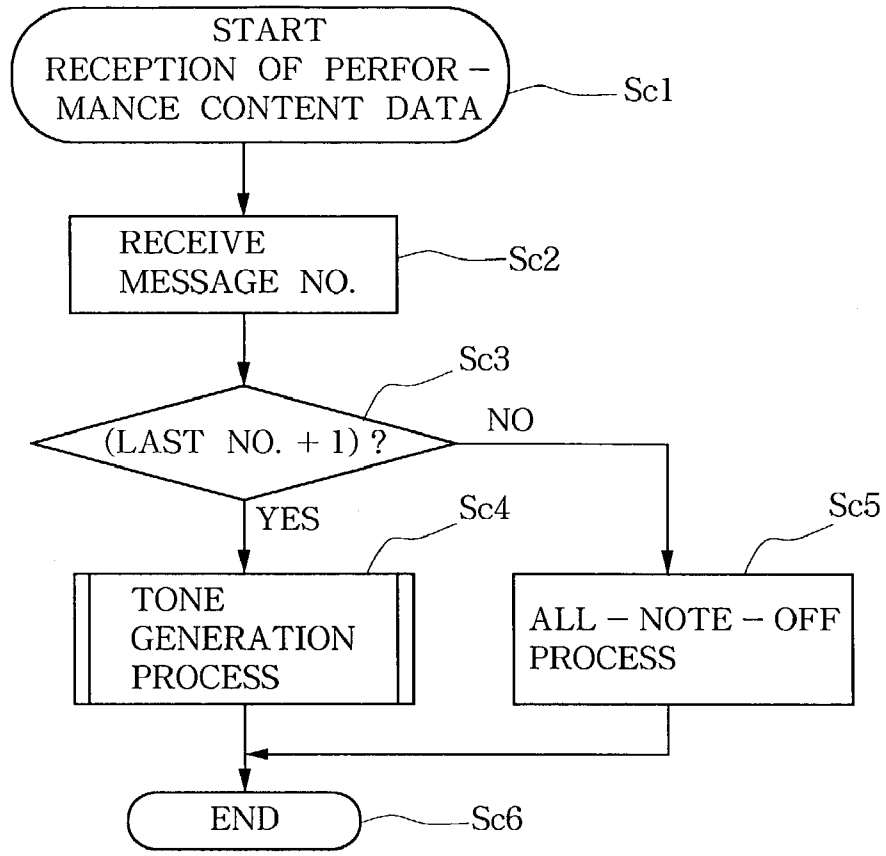 START
RECEPTION OF PERFOR-
MANCE CONTENT DATA
Sc1
RECEIVE
MESSAGE NO.
Sc2
Sc3
(LAST NO. + 1) ?
NO
YES
Sc4
Sc5
TONE
GENERATION
PROCESS
ALL-NOTE-OFF
PROCESS
END
Sc6